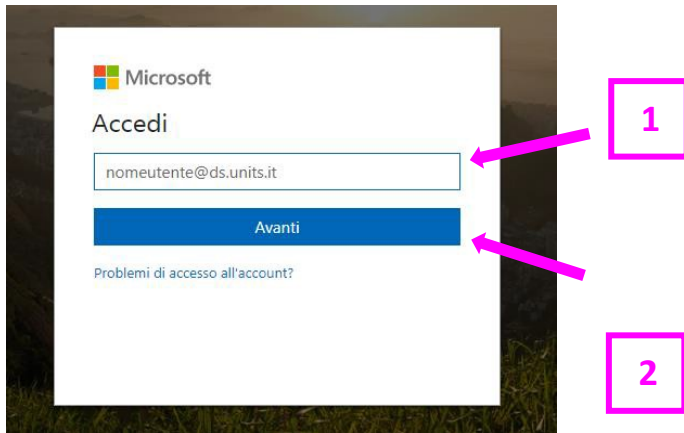 Microsoft
Accedi
nomeutente@ds.units.it
Avanti
Problemi di accesso all'account?
1
2